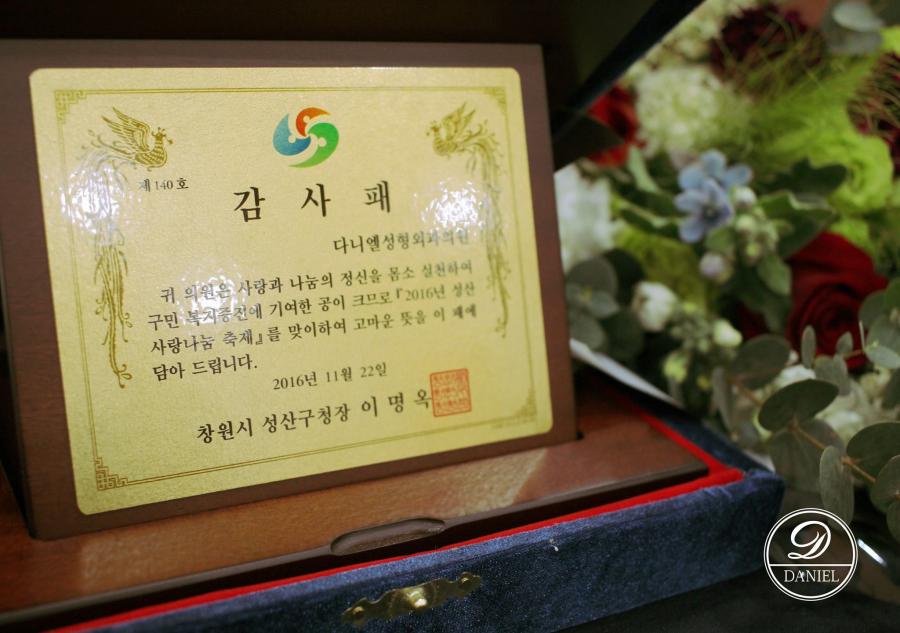 제 140 호
감 사 패
다니엘성형외과의원
귀 의원은 사랑과 나눔의 정신을 몸소 실천하여
구민 복지증진에 기여한 공이 크므로『2016년 성산
사랑나눔 축제』를 맞이하여 고마운 뜻을 이 패에
담아 드립니다.
2016년 11월 22일
창원시 성산구청장 이 명 옥
D
DANIEL